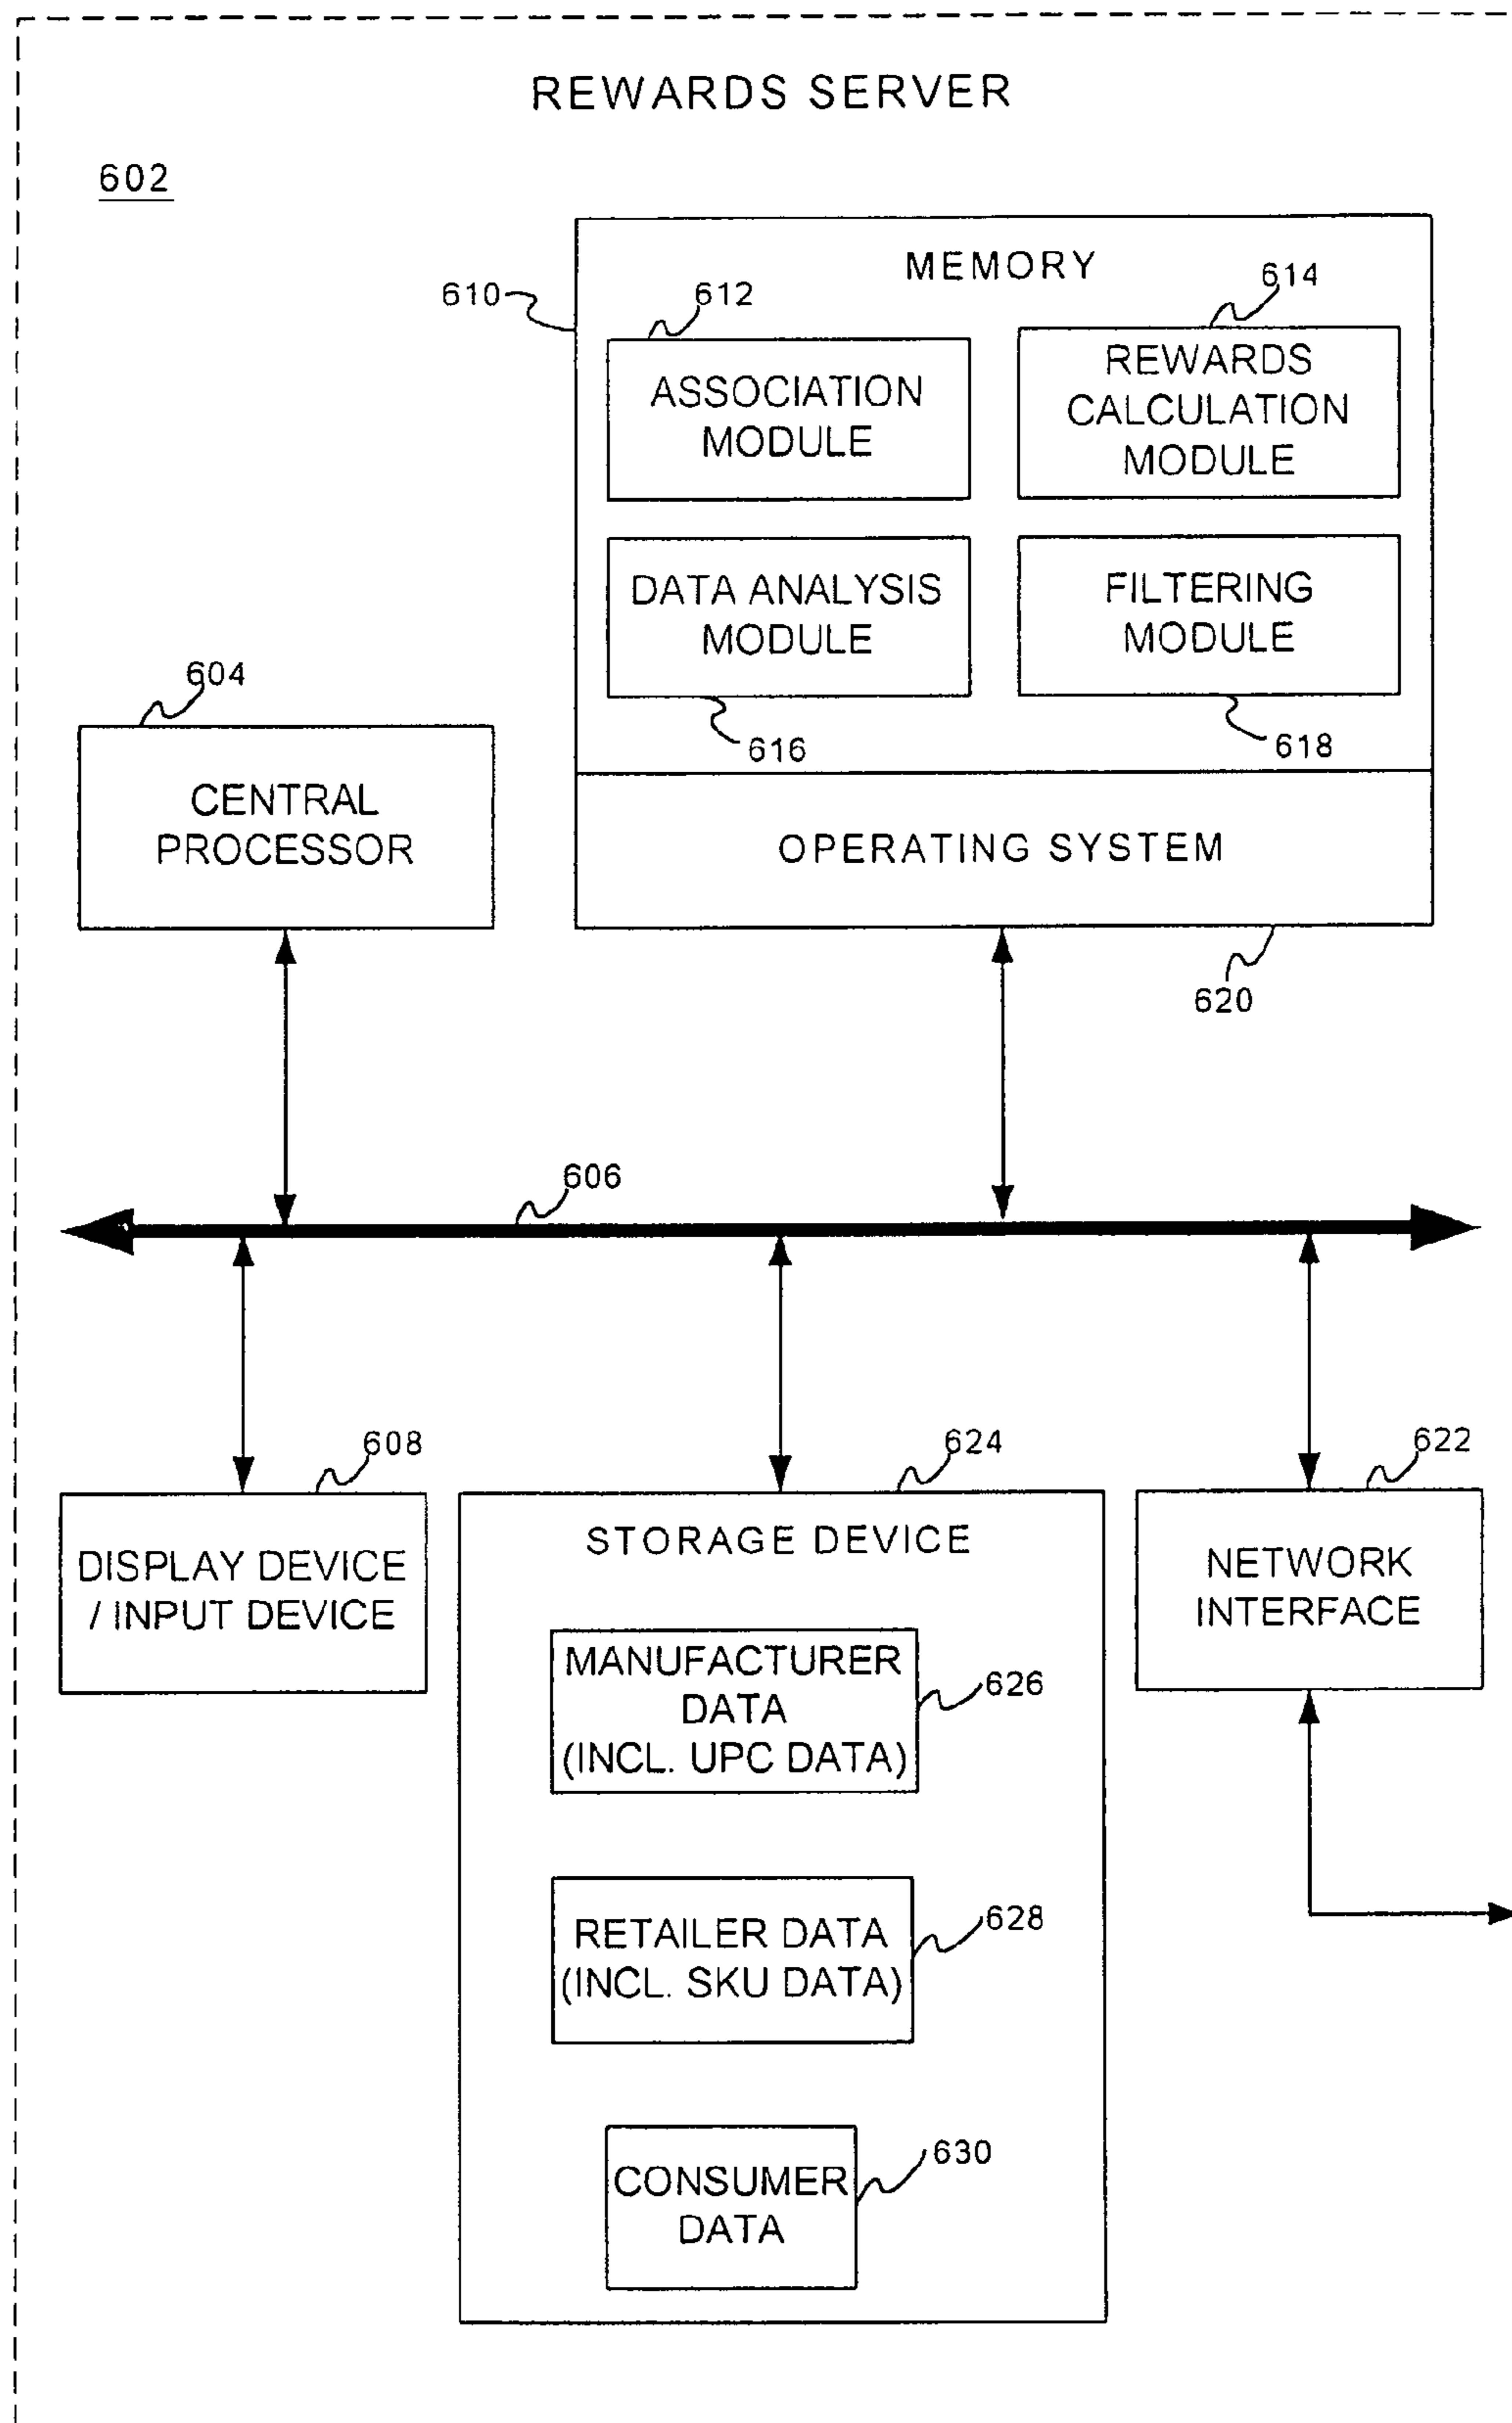 REWARDS SERVER
602
MEMORY
610
612
614
ASSOCIATION
MODULE
REWARDS
CALCULATION
MODULE
DATA ANALYSIS
MODULE
FILTERING
MODULE
616
618
604
CENTRAL
PROCESSOR
OPERATING SYSTEM
620
606
608
624
622
DISPLAY DEVICE
/ INPUT DEVICE
STORAGE DEVICE
NETWORK
INTERFACE
MANUFACTURER
DATA
(INCL. UPC DATA)
626
RETAILER DATA
(INCL. SKU DATA)
628
CONSUMER
DATA
630